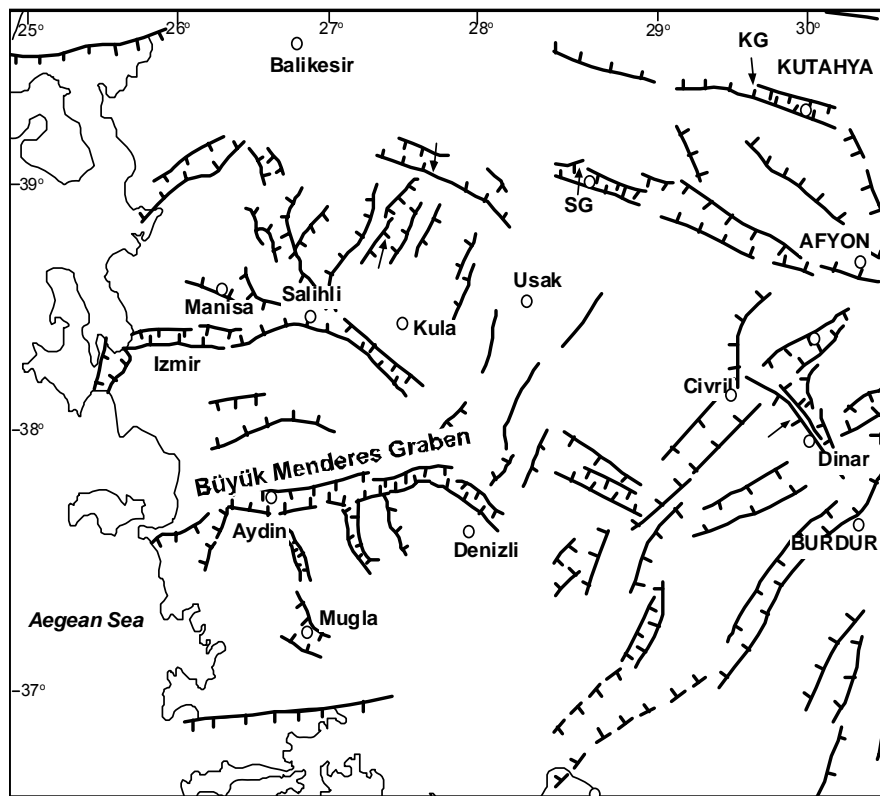 25° 26° 27° 28° 29° 30°
KG
Balikesir
KUTAHYA
39°
SG
AFYON
Manisa
Salihli
Usak
Kula
Izmir
Civril
38°
Büyük Menderes Graben
Dinar
Aydin
Denizli
BURDUR
Aegean Sea
Mugla
37°